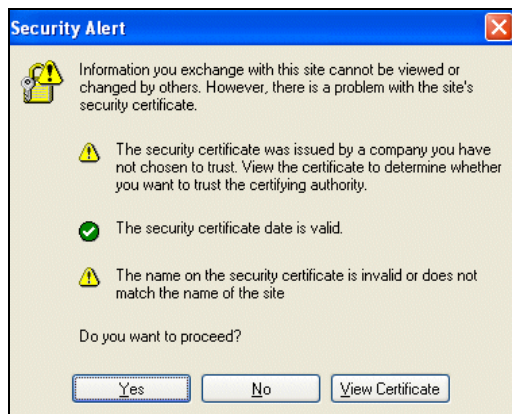 Security Alert
Information you exchange with this site cannot be viewed or
changed by others. However, there is a problem with the site's
security certificate.
The security certificate was issued by a company you have
not chosen to trust. View the certificate to determine whether
you want to trust the certifying authority.
The security certificate date is valid.
The name on the security certificate is invalid or does not
match the name of the site
Do you want to proceed?
Yes No View Certificate